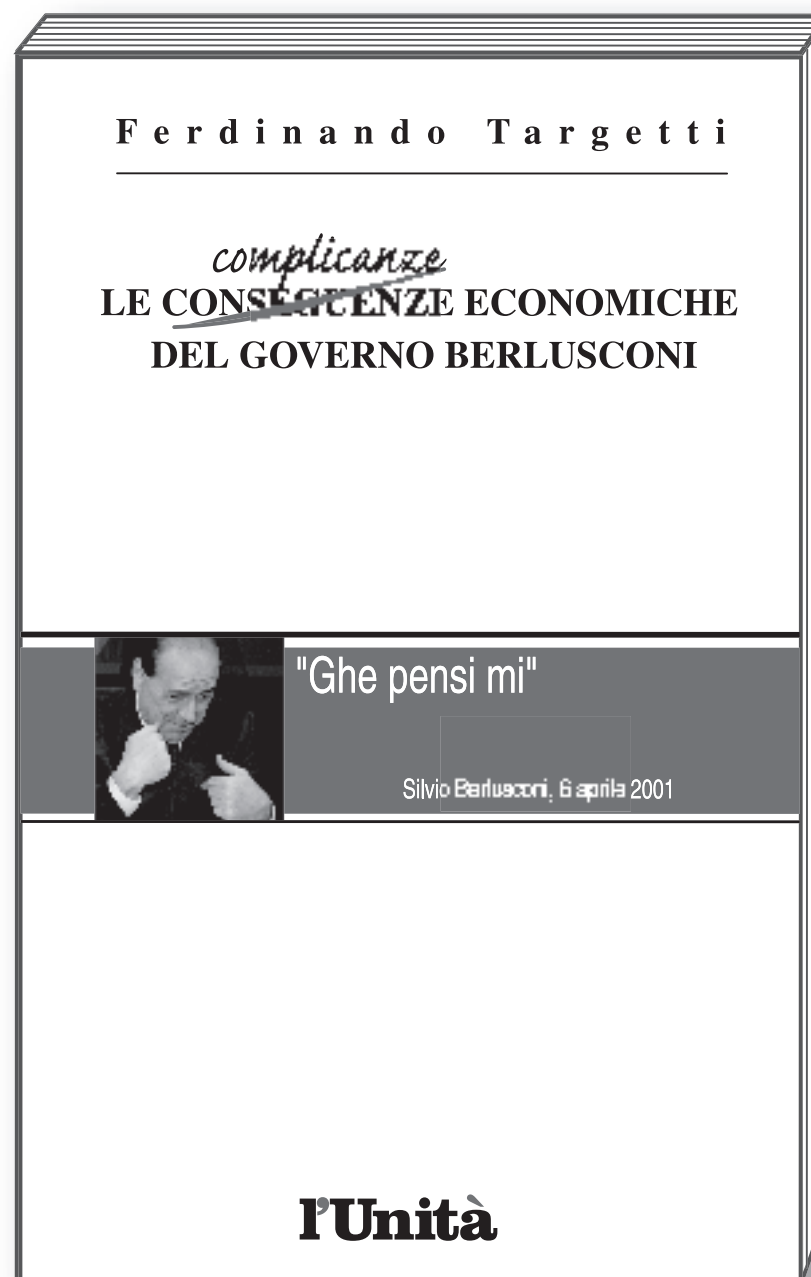 Ferdinando Targetti
complicanze
LE CONSEGUENZE ECONOMICHE
DEL GOVERNO BERLUSCONI
"Ghe pensi mi"
Silvio Berlusconi, 6 aprile 2001
l'Unità